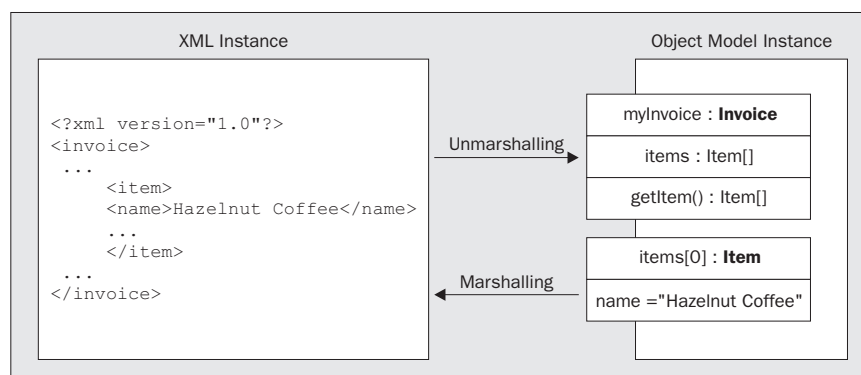 XML Instance
<?xml version="1.0"?>
<invoice>
...
<item>
<name>Hazelnut Coffee</name>
...
</item>
...
</invoice>
Unmarshalling
Marshalling
Object Model Instance
myInvoice : Invoice
items : Item[]
getItem() : Item[]
items[0] : Item
name ="Hazelnut Coffee"